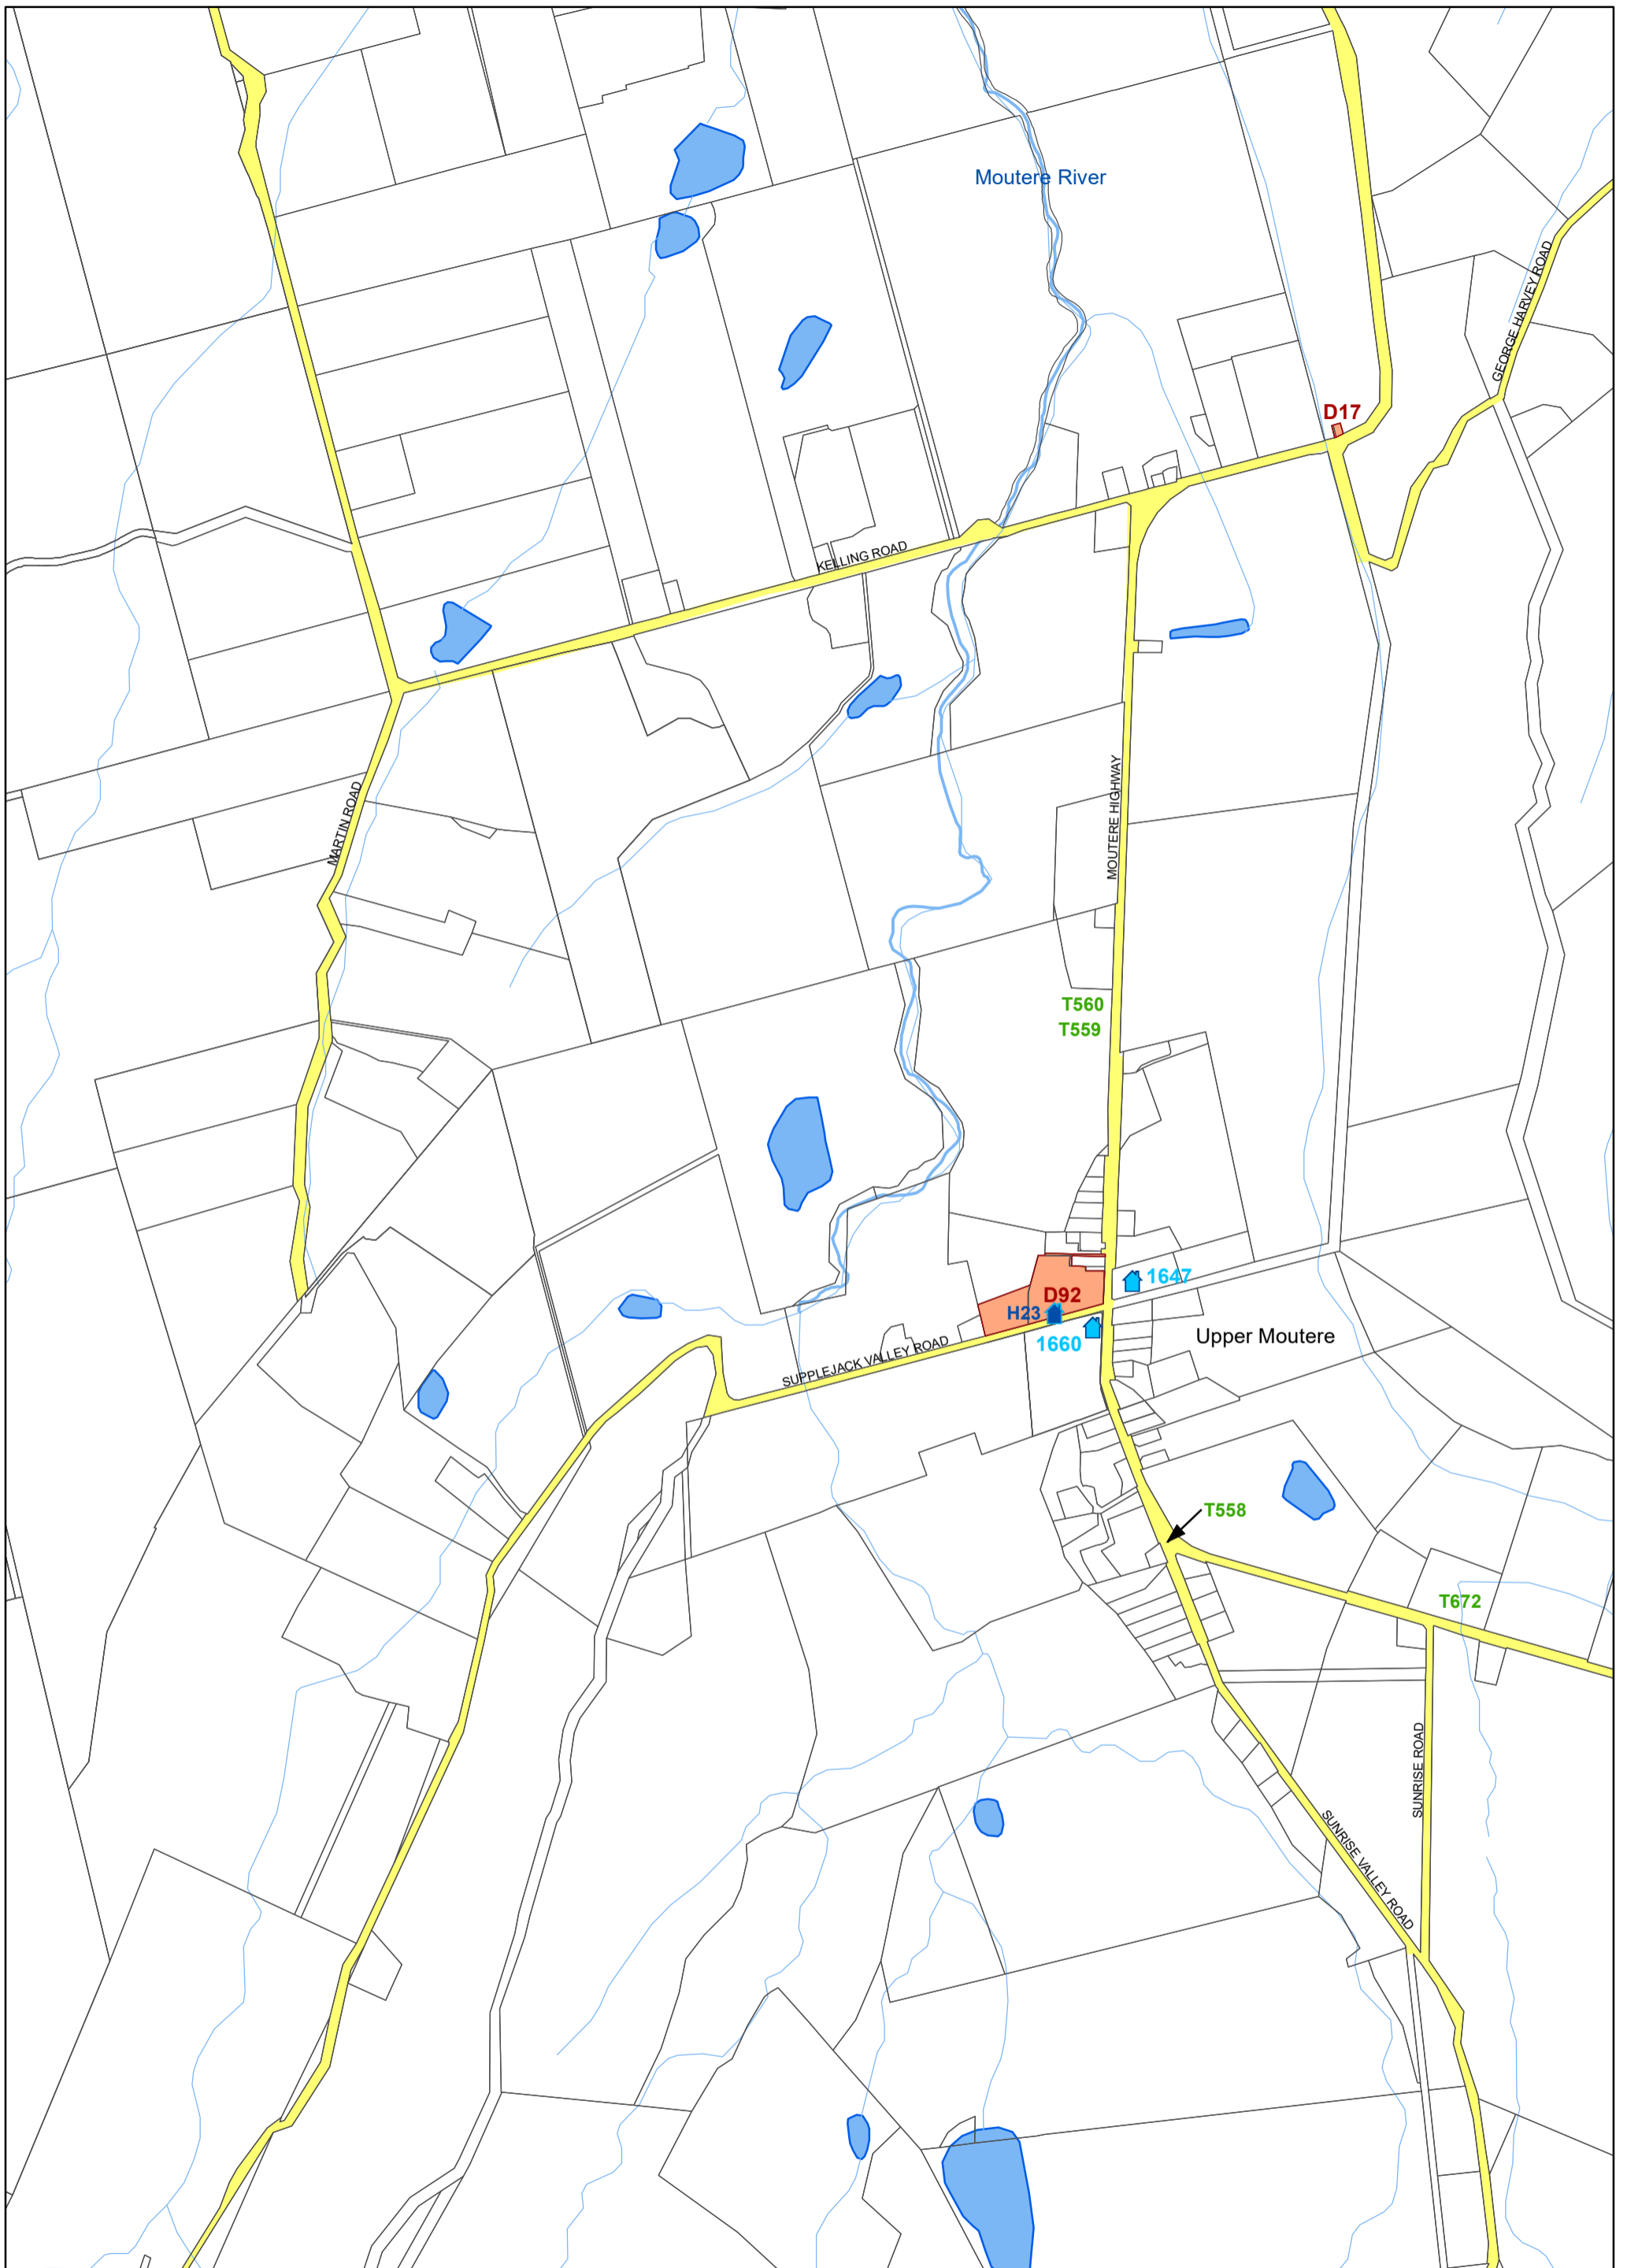 Moutere River
GEORGE HARVEY ROAD
D17
KELLING ROAD
MARTIN ROAD
MOUTERE HIGHWAY
T560
T559
1647
D92
H23
1660
Upper Moutere
SUPPLEJACK VALLEY ROAD
T558
T672
SUNRISE ROAD
SUNRISE VALLEY ROAD